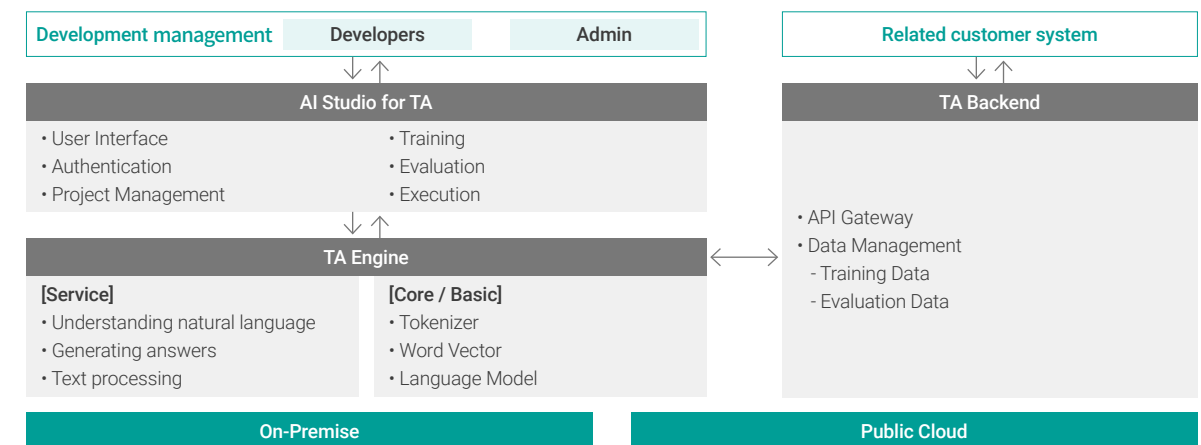 Development management Developers Admin
AI Studio for TA
• User Interface
• Authentication
• Project Management
• Training
• Evaluation
• Execution
TA Engine
[Service]
• Understanding natural language
• Generating answers
• Text processing
[Core / Basic]
• Tokenizer
• Word Vector
• Language Model
Related customer system
TA Backend
• API Gateway
• Data Management
- Training Data
- Evaluation Data
On-Premise
Public Cloud